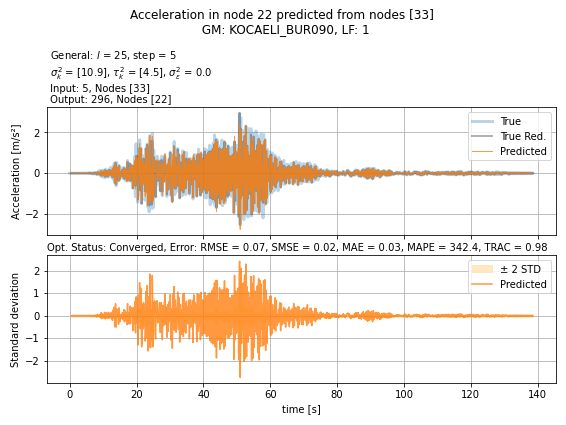 Acceleration in node 22 predicted from nodes [33]
GM: KOCAELI_BUR090, LF: 1
General: l = 25, step = 5
σ²ₖ = [10.9], τ²ₖ = [4.5], σ²ε = 0.0
Input: 5, Nodes [33]
Output: 296, Nodes [22]
Acceleration [m/s²]
2
0
−2
True
True Red.
Predicted
Opt. Status: Converged, Error: RMSE = 0.07, SMSE = 0.02, MAE = 0.03, MAPE = 342.4, TRAC = 0.98
Standard deviation
2
1
0
−1
−2
± 2 STD
Predicted
0 20 40 60 80 100 120 140
time [s]